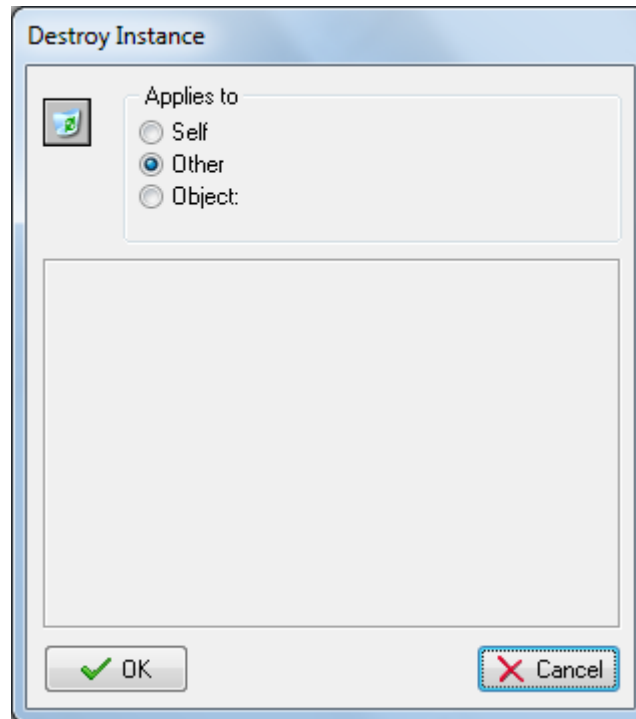 Destroy Instance
Applies to
Self
Other
Object:
OK
Cancel